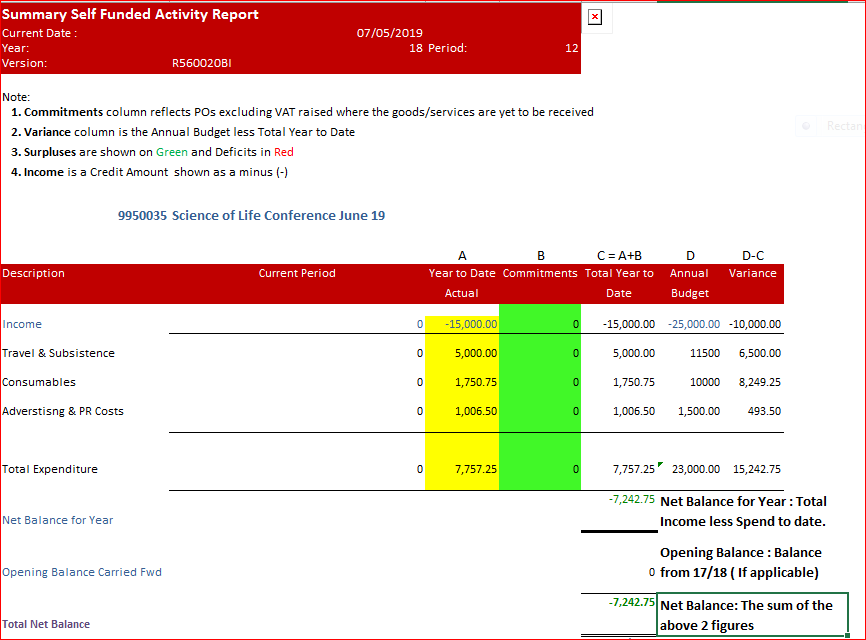 Summary Self Funded Activity Report
Current Date : 07/05/2019
Year: 18 Period: 12
Version: R560020BI
Note:
1. Commitments column reflects POs excluding VAT raised where the goods/services are yet to be received
2. Variance column is the Annual Budget less Total Year to Date
3. Surpluses are shown on Green and Deficits in Red
4. Income is a Credit Amount shown as a minus (-)
9950035 Science of Life Conference June 19
A B C = A+B D D-C
Description Current Period Year to Date Commitments Total Year to Annual Variance
Actual Date Budget
Income 0 -15,000.00 0 -15,000.00 -25,000.00 -10,000.00
Travel & Subsistence 0 5,000.00 0 5,000.00 11500 6,500.00
Consumables 0 1,750.75 0 1,750.75 10000 8,249.25
Adverstisng & PR Costs 0 1,006.50 0 1,006.50 1,500.00 493.50
Total Expenditure 0 7,757.25 0 7,757.25 23,000.00 15,242.75
-7,242.75 Net Balance for Year : Total
Net Balance for Year Income less Spend to date.
Opening Balance : Balance
Opening Balance Carried Fwd 0 from 17/18 ( If applicable)
-7,242.75 Net Balance: The sum of the
Total Net Balance above 2 figures